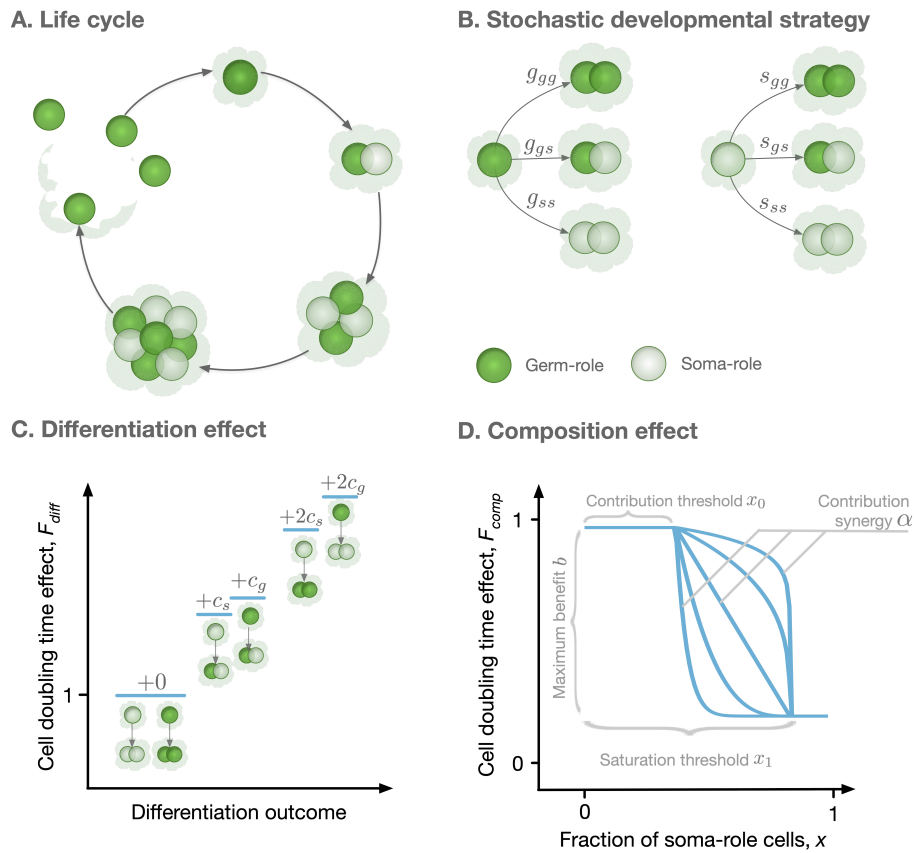 A. Life cycle
B. Stochastic developmental strategy
g_gg
g_gs
g_ss
s_gg
s_gs
s_ss
Germ-role
Soma-role
C. Differentiation effect
Cell doubling time effect, F_diff
1
+0
+c_s
+c_g
+2c_s
+2c_g
Differentiation outcome
D. Composition effect
Cell doubling time effect, F_comp
1
0
Contribution threshold x_0
Contribution
synergy α
Maximum benefit b
Saturation threshold x_1
0
1
Fraction of soma-role cells, x